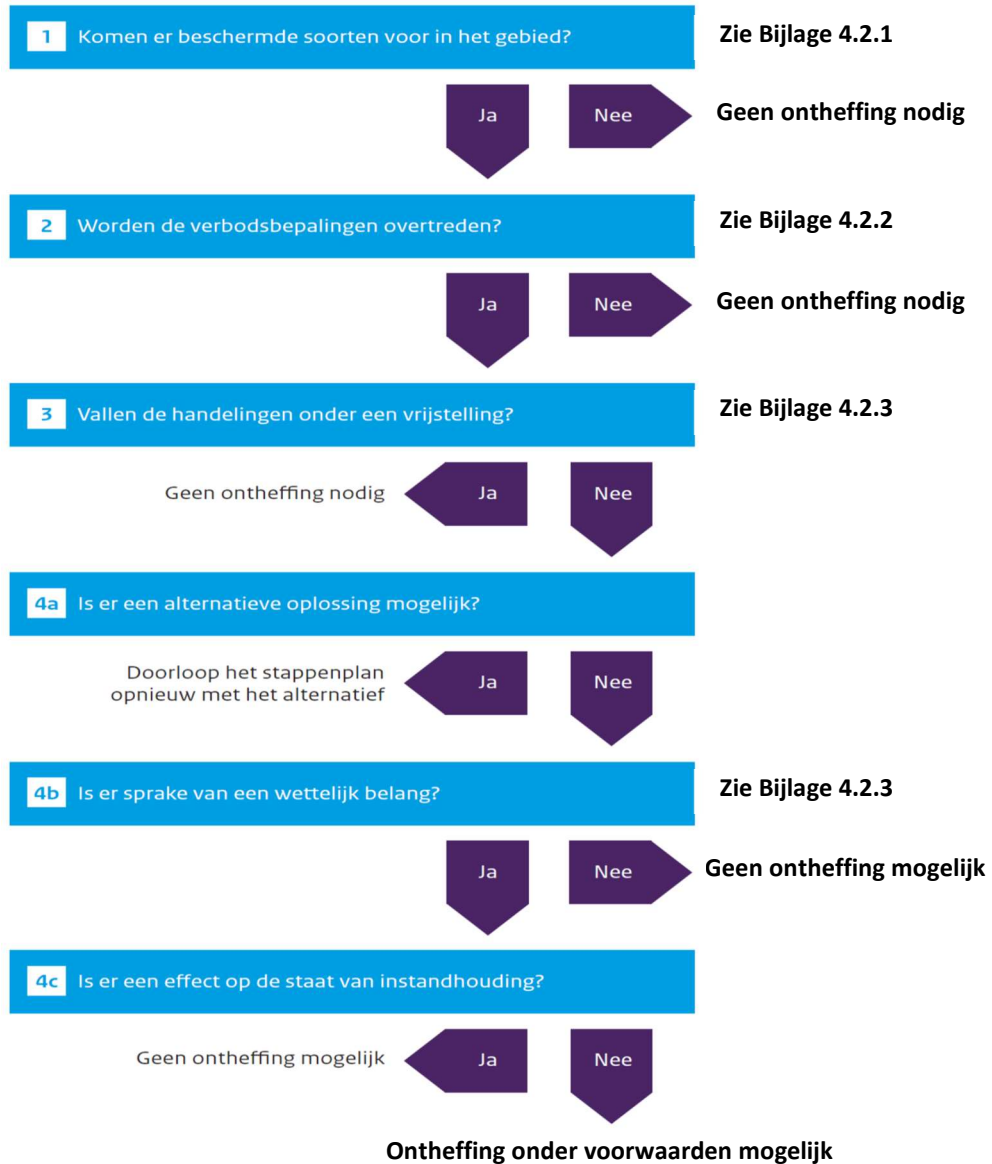 1 Komen er beschermde soorten voor in het gebied? Zie Bijlage 4.2.1
Ja Nee Geen ontheffing nodig
2 Worden de verbodsbepalingen overtreden? Zie Bijlage 4.2.2
Ja Nee Geen ontheffing nodig
3 Vallen de handelingen onder een vrijstelling? Zie Bijlage 4.2.3
Geen ontheffing nodig Ja Nee
4a Is er een alternatieve oplossing mogelijk?
Doorloop het stappenplan
opnieuw met het alternatief Ja Nee
4b Is er sprake van een wettelijk belang? Zie Bijlage 4.2.3
Ja Nee Geen ontheffing mogelijk
4c Is er een effect op de staat van instandhouding?
Geen ontheffing mogelijk Ja Nee
Ontheffing onder voorwaarden mogelijk